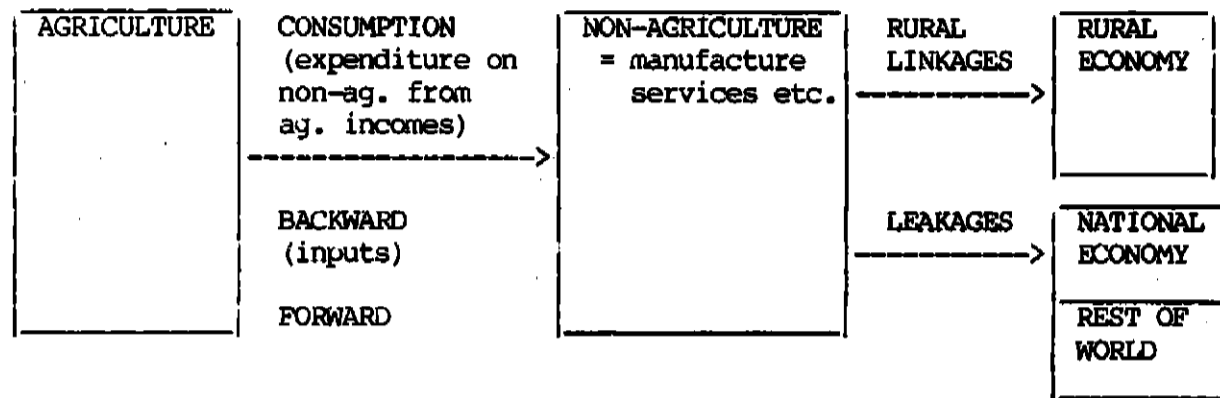 AGRICULTURE
CONSUMPTION
(expenditure on
non-ag. from
ag. incomes)
BACKWARD
(inputs)
FORWARD
NON-AGRICULTURE
= manufacture
services etc.
RURAL
LINKAGES
LEAKAGES
RURAL
ECONOMY
NATIONAL
ECONOMY
REST OF
WORLD